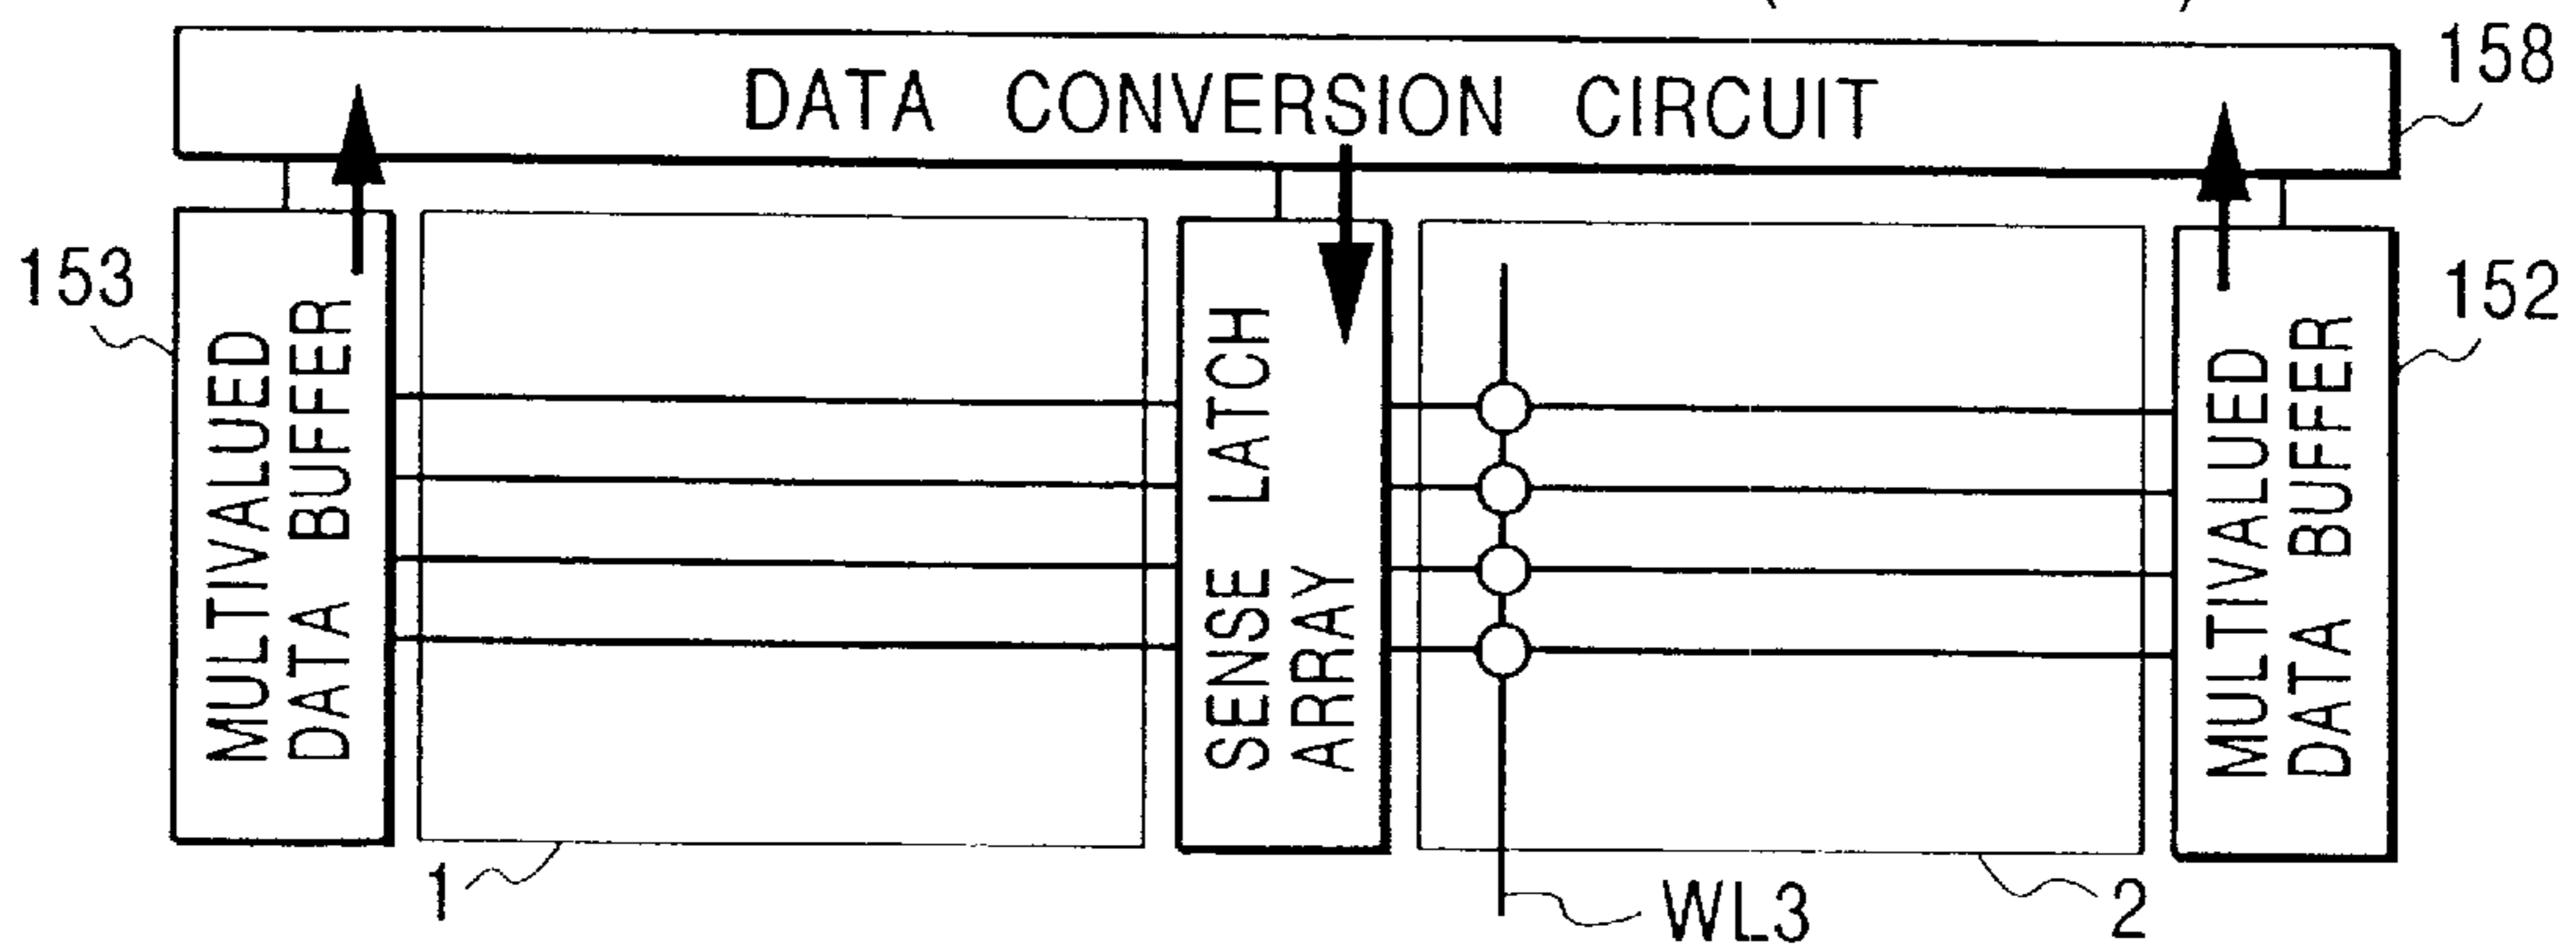 DATA CONVERSION CIRCUIT
158
153
MULTIVALUED
DATA BUFFER
SENSE LATCH
ARRAY
MULTIVALUED
DATA BUFFER
152
1
WL3
2